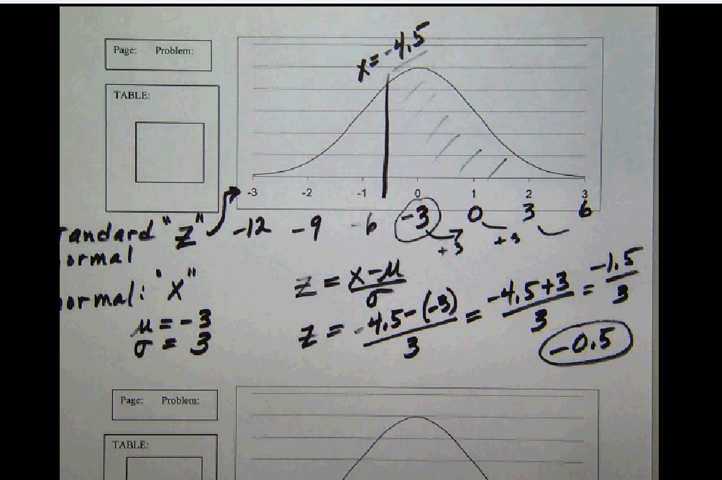 Page: Problem:
x = -4.5
TABLE:
-3 -2 -1 0 1 2 3
tandard "Z" -12 -9 -6 -3 0 3 6
ormal +3 +3
ormal: "X"
μ = -3
σ = 3
z = x-μ/σ
z = -4.5-(-3)/3 = -4.5+3/3 = -1.5/3
-0.5
Page: Problem:
TABLE: